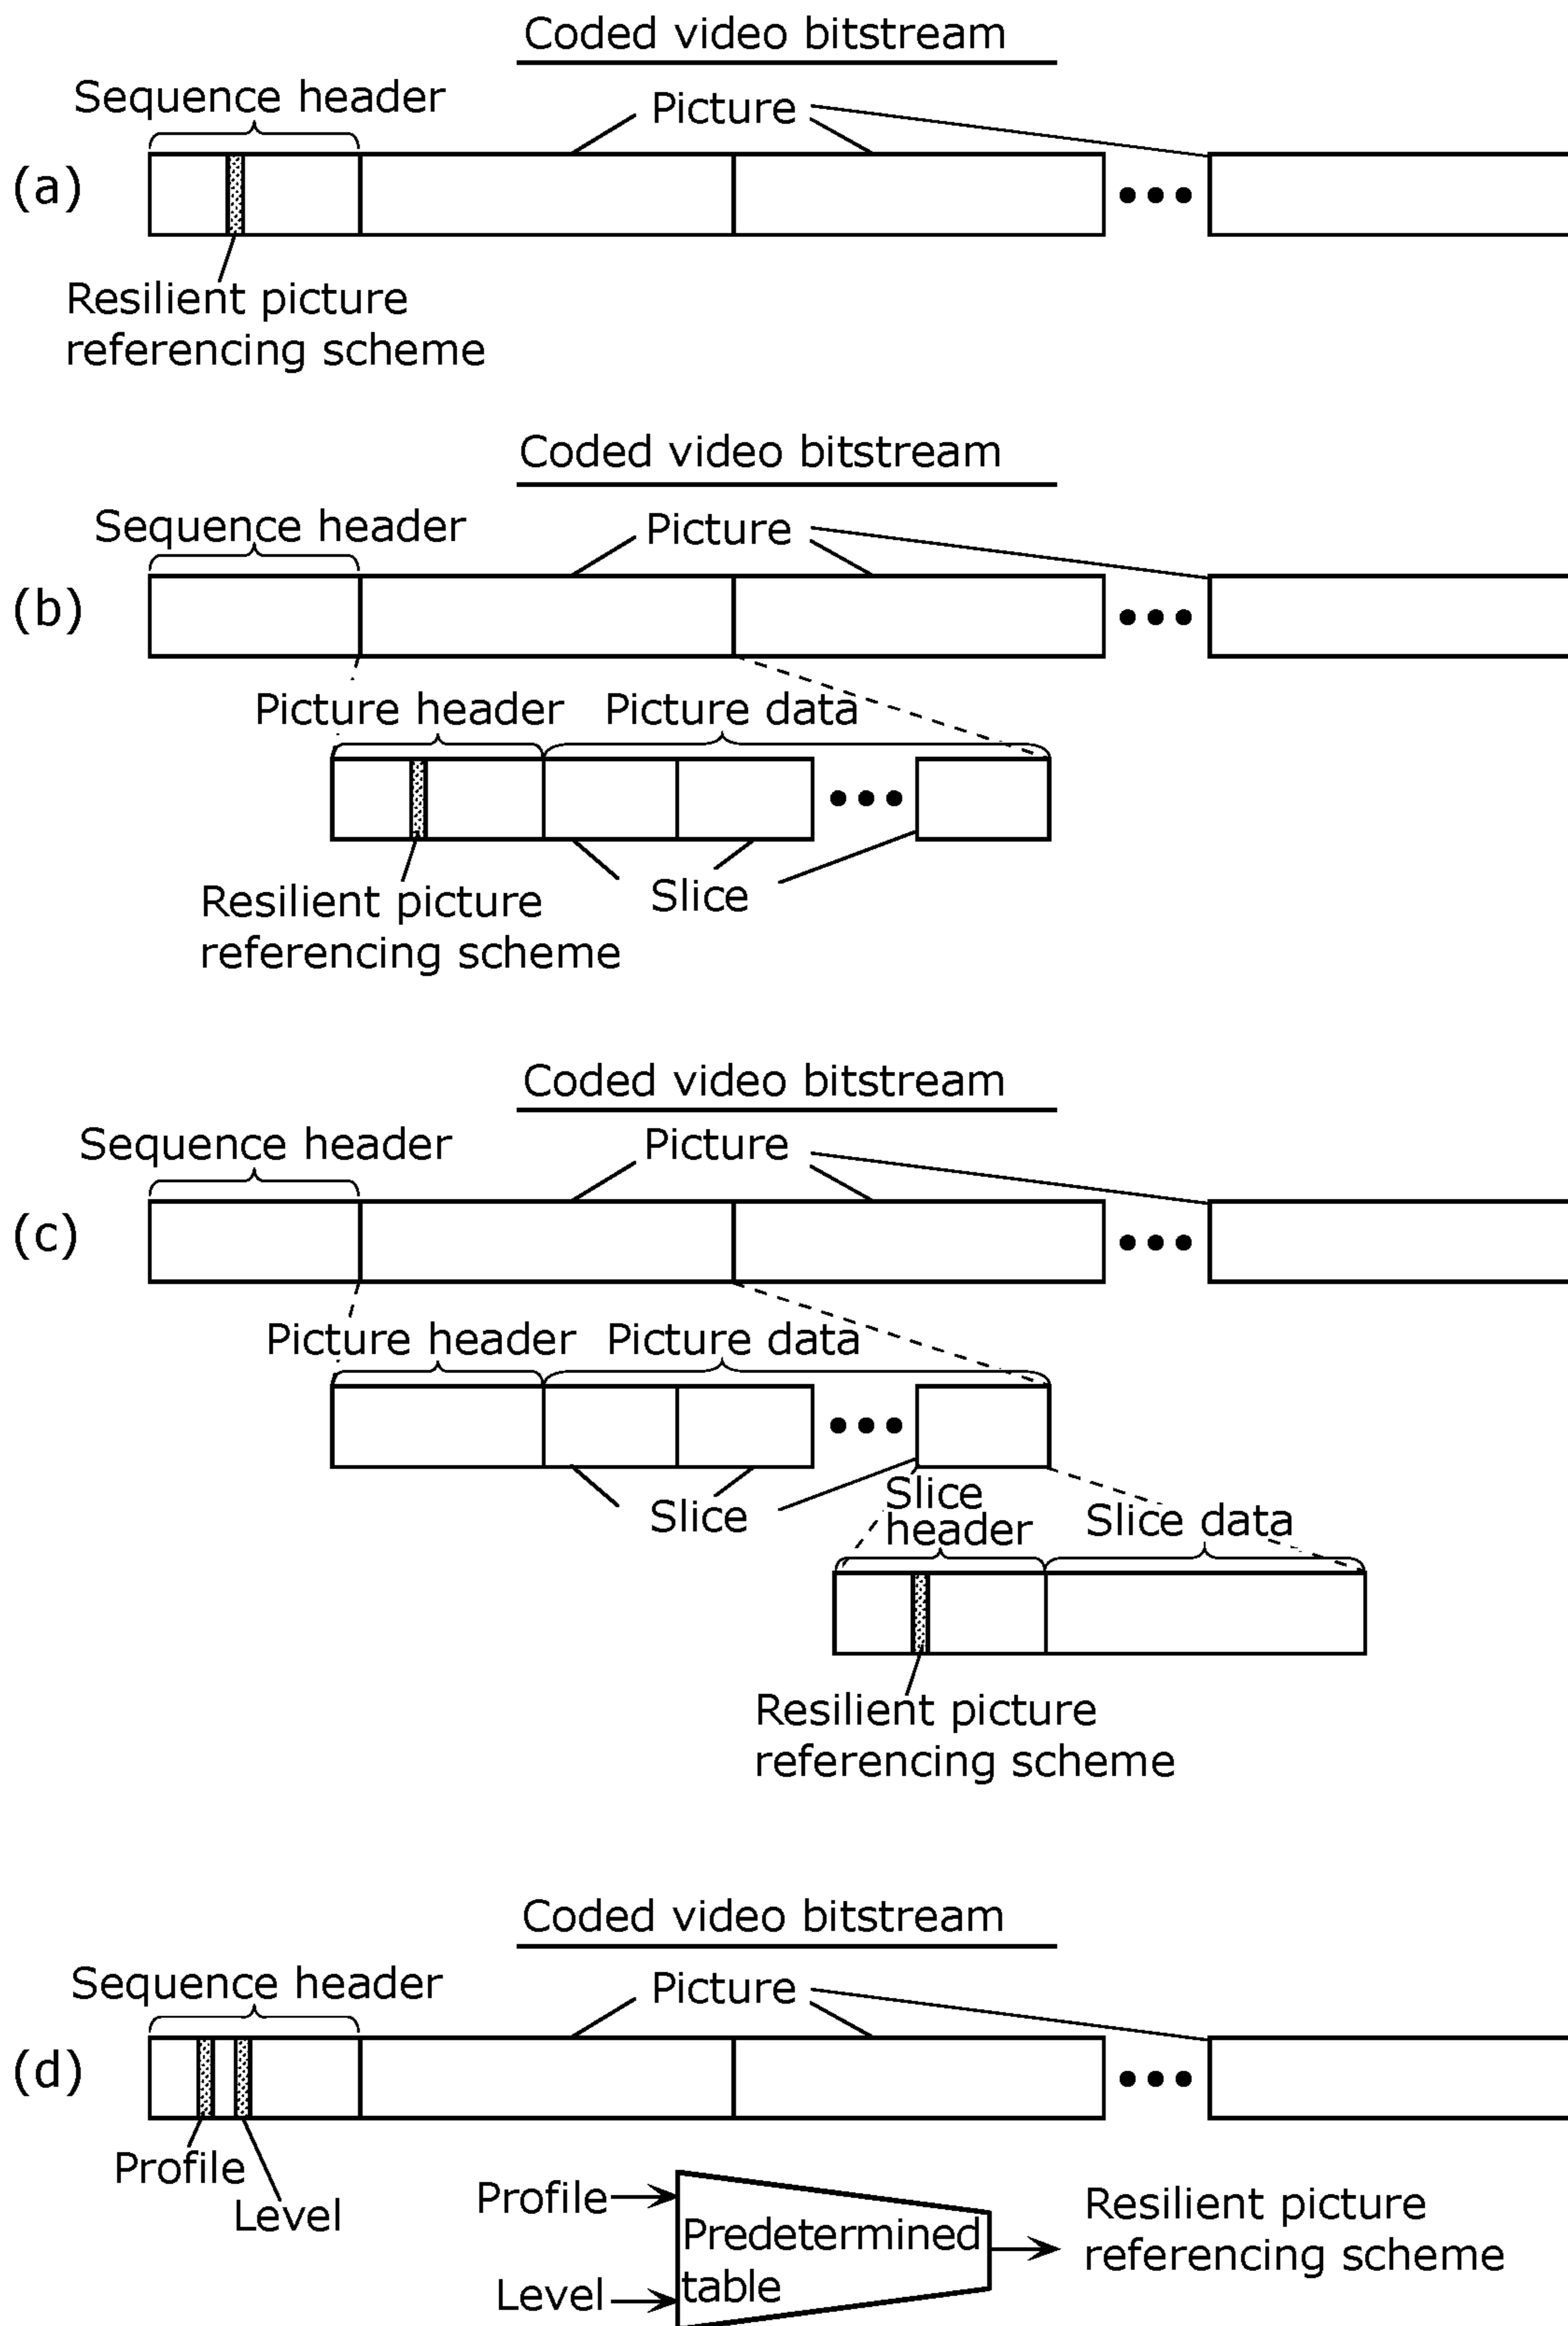 Coded video bitstream
Sequence header
Picture
(a)
Resilient picture
referencing scheme
Coded video bitstream
Sequence header
Picture
(b)
Picture header
Picture data
Resilient picture
referencing scheme
Slice
Coded video bitstream
Sequence header
Picture
(c)
Picture header
Picture data
Slice
Slice
header
Slice data
Resilient picture
referencing scheme
Coded video bitstream
Sequence header
Picture
(d)
Profile
Level
Profile
Level
Predetermined
table
Resilient picture
referencing scheme